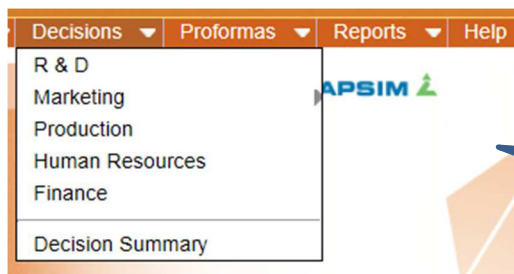 Decisions Proformas Reports Help
R & D
APSIM
Marketing
Production
Human Resources
Finance
Decision Summary